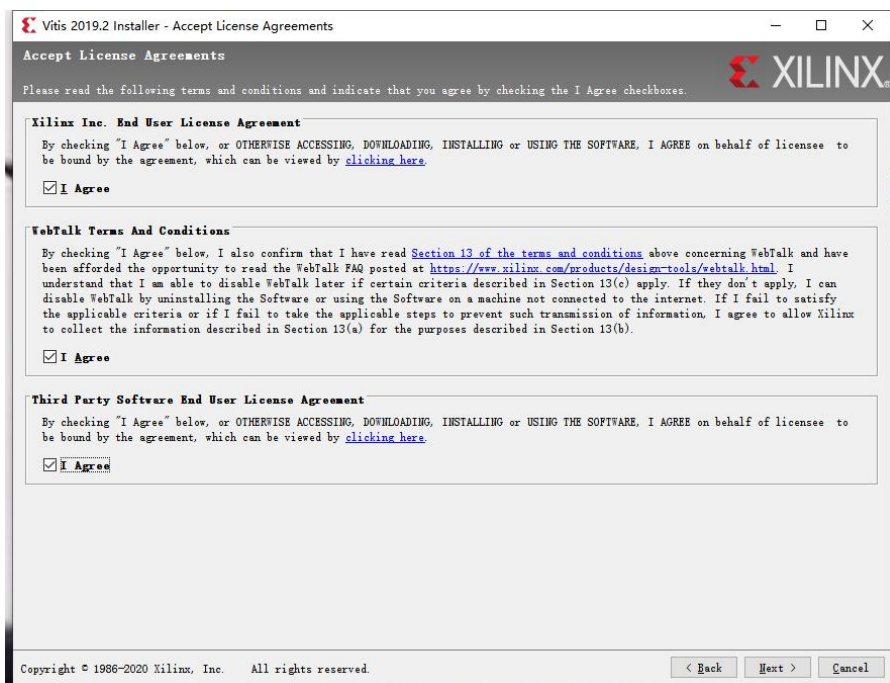 Vitis 2019.2 Installer - Accept License Agreements
Accept License Agreements
XILINX®
Please read the following terms and conditions and indicate that you agree by checking the I Agree checkboxes.
Xilinx Inc. End User License Agreement
By checking "I Agree" below, or OTHERWISE ACCESSING, DOWNLOADING, INSTALLING or USING THE SOFTWARE, I AGREE on behalf of licensee to
be bound by the agreement, which can be viewed by clicking here.
I Agree
WebTalk Terms And Conditions
By checking "I Agree" below, I also confirm that I have read Section 13 of the terms and conditions above concerning WebTalk and have
been afforded the opportunity to read the WebTalk FAQ posted at https://www.xilinx.com/products/design-tools/webtalk.html. I
understand that I am able to disable WebTalk later if certain criteria described in Section 13(c) apply. If they don't apply, I can
disable WebTalk by uninstalling the Software or using the Software on a machine not connected to the internet. If I fail to satisfy
the applicable criteria or if I fail to take the applicable steps to prevent such transmission of information, I agree to allow Xilinx
to collect the information described in Section 13(a) for the purposes described in Section 13(b).
I Agree
Third Party Software End User License Agreement
By checking "I Agree" below, or OTHERWISE ACCESSING, DOWNLOADING, INSTALLING or USING THE SOFTWARE, I AGREE on behalf of licensee to
be bound by the agreement, which can be viewed by clicking here.
I Agree
Copyright © 1986-2020 Xilinx, Inc. All rights reserved.
< Back Next > Cancel